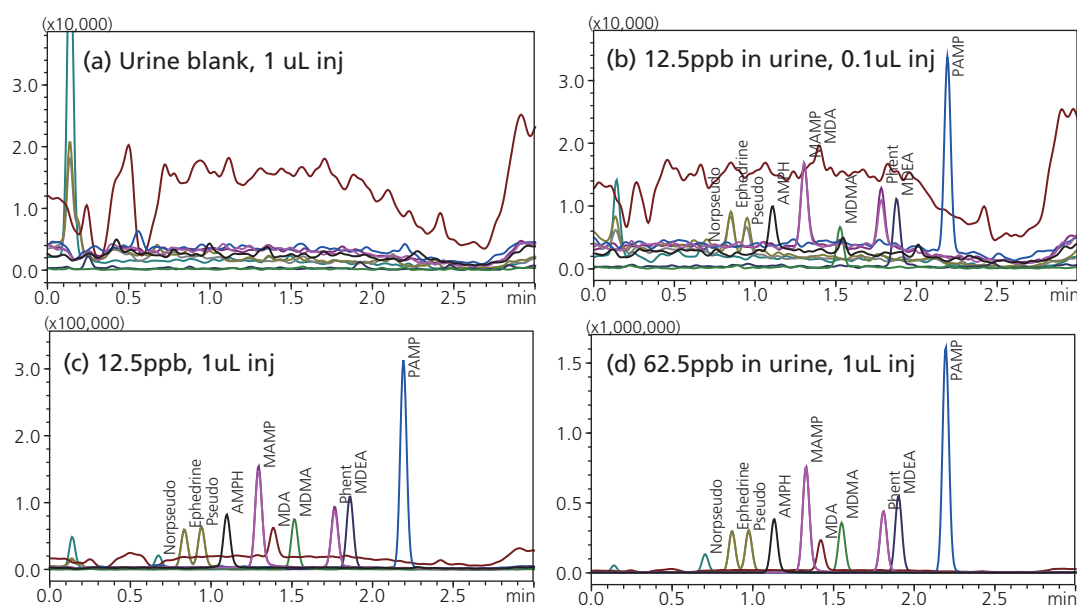 (x10,000)
(a) Urine blank, 1 uL inj
3.0
2.0
1.0
0.0
0.0 0.5 1.0 1.5 2.0 2.5 min
(x10,000)
(b) 12.5ppb in urine, 0.1uL inj
3.0
2.0
1.0
0.0
Norpseudo
Ephedrine
Pseudo
AMPH
MAMP
MDA
MDMA
Phent
MDEA
PAMP
0.0 0.5 1.0 1.5 2.0 2.5 min
(x100,000)
(c) 12.5ppb, 1uL inj
3.0
2.0
1.0
0.0
Norpseudo
Ephedrine
Pseudo
AMPH
MAMP
MDA
MDMA
Phent
MDEA
PAMP
0.0 0.5 1.0 1.5 2.0 2.5 min
(x1,000,000)
(d) 62.5ppb in urine, 1uL inj
1.5
1.0
0.5
0.0
Norpseudo
Ephedrine
Pseudo
AMPH
MAMP
MDA
MDMA
Phent
MDEA
PAMP
0.0 0.5 1.0 1.5 2.0 2.5 min